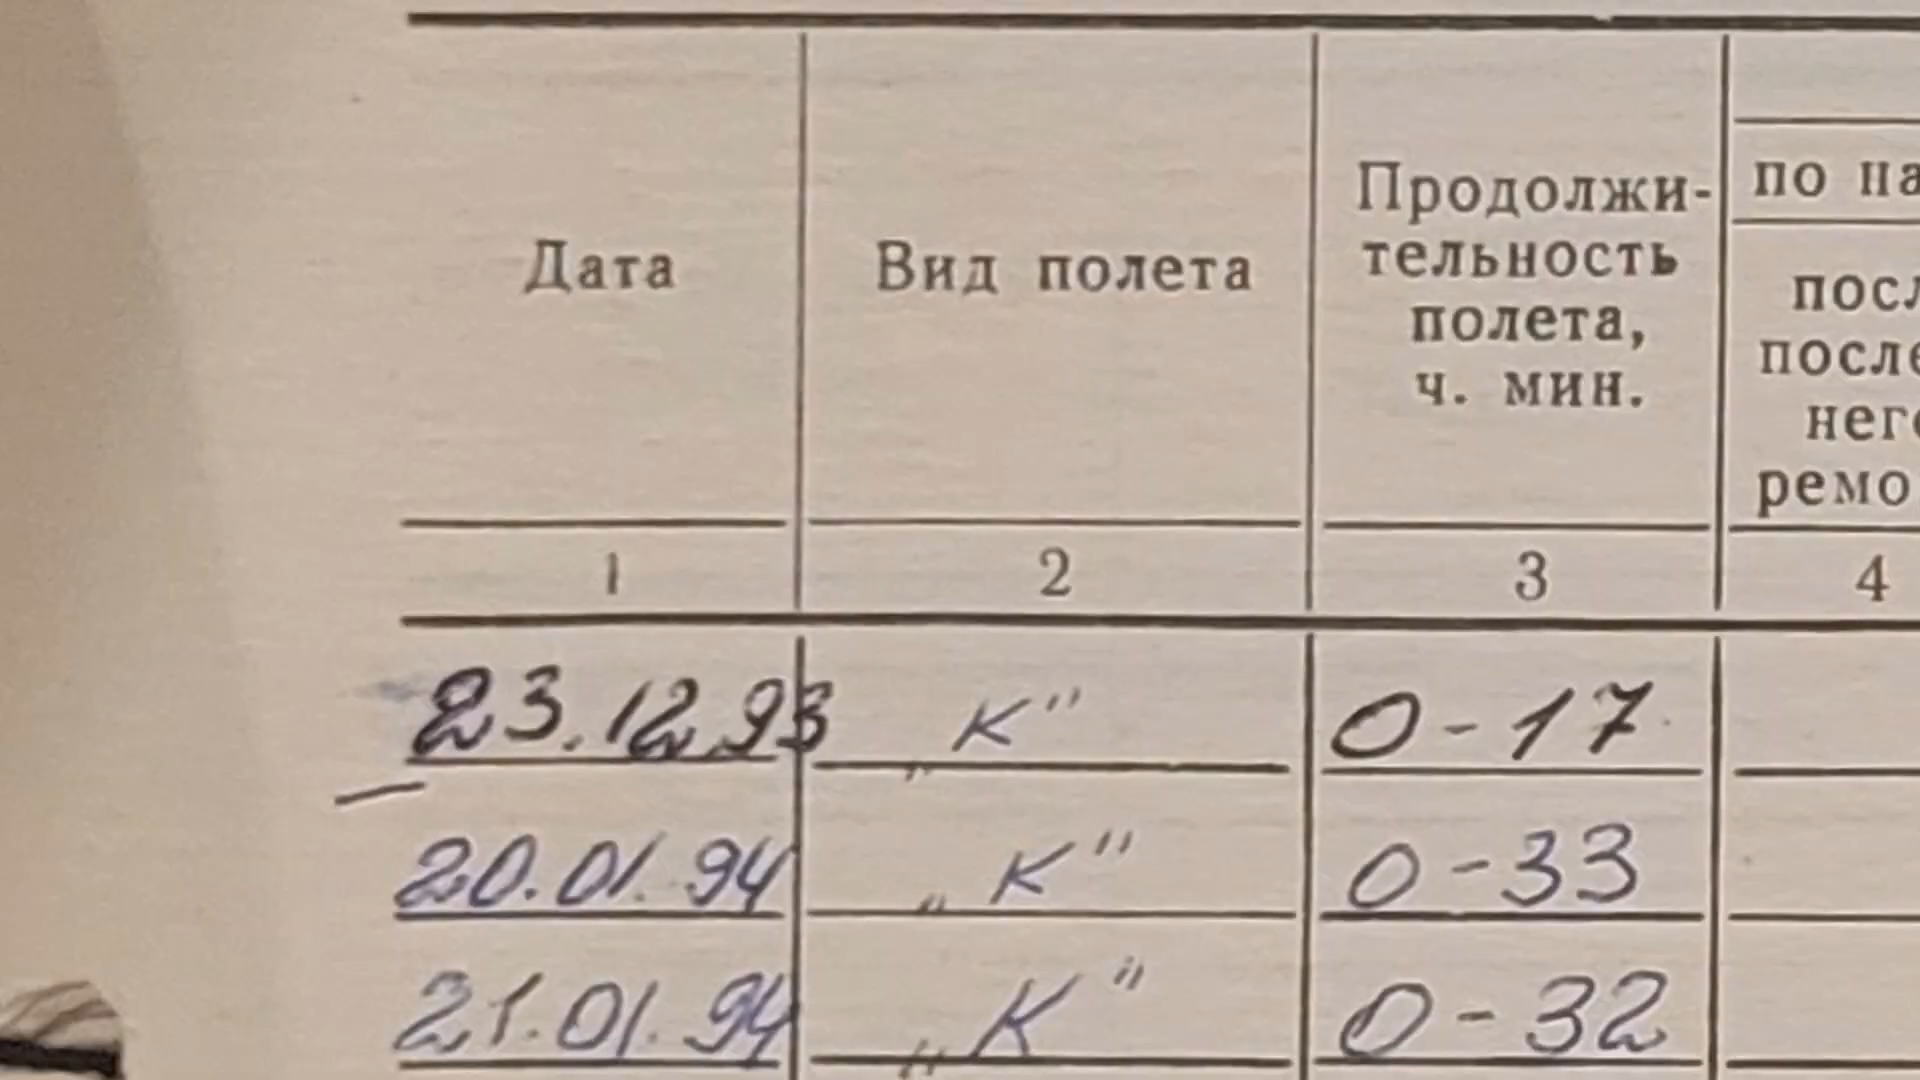 Дата
Вид полета
Продолжи-
тельность
полета,
ч. мин.
по на
посл
после
него
ремо
1 2 3 4
23.12.93 „К" 0-17
20.01.94 „К" 0-33
21.01.94 „К" 0-32